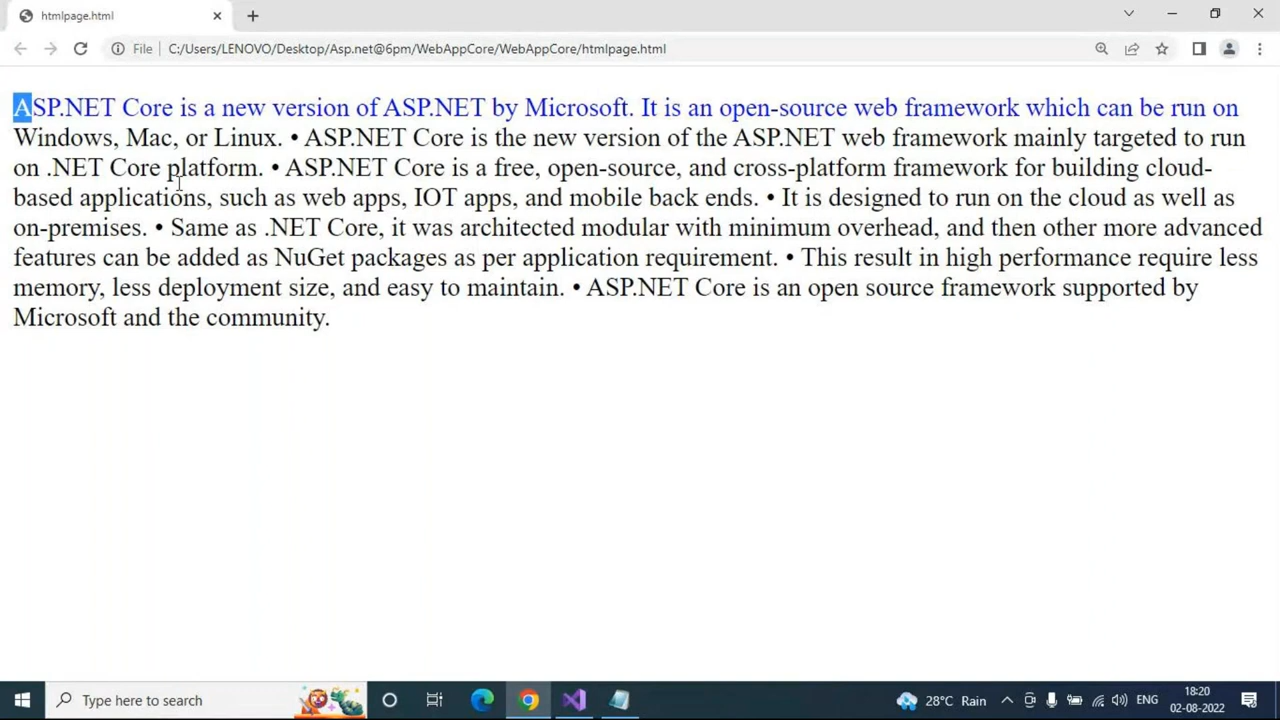 htmlpage.html
File C:/Users/LENOVO/Desktop/Asp.net@6pm/WebAppCore/WebAppCore/htmlpage.html
ASP.NET Core is a new version of ASP.NET by Microsoft. It is an open-source web framework which can be run on
Windows, Mac, or Linux. • ASP.NET Core is the new version of the ASP.NET web framework mainly targeted to run
on .NET Core platform. • ASP.NET Core is a free, open-source, and cross-platform framework for building cloud-
based applications, such as web apps, IOT apps, and mobile back ends. • It is designed to run on the cloud as well as
on-premises. • Same as .NET Core, it was architected modular with minimum overhead, and then other more advanced
features can be added as NuGet packages as per application requirement. • This result in high performance require less
memory, less deployment size, and easy to maintain. • ASP.NET Core is an open source framework supported by
Microsoft and the community.
Type here to search
28°C Rain
ENG
18:20
02-08-2022